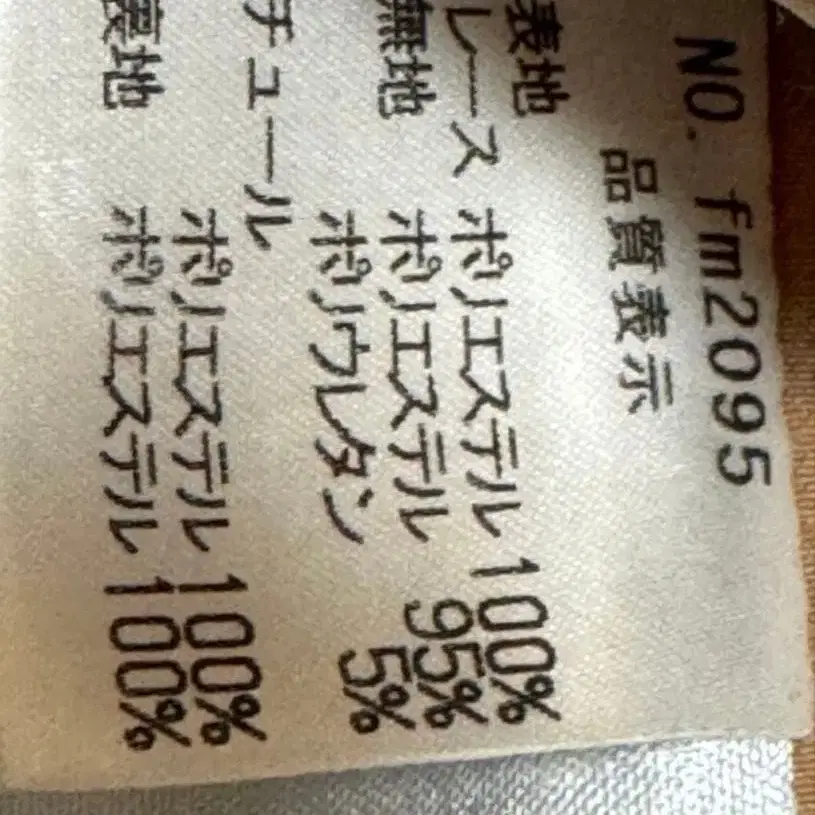 NO. fm2095
品質表示
表地
レース ポリエステル 100%
無地 ポリエステル 95%
ポリウレタン 5%
チュール
ポリエステル 100%
裏地 ポリエステル 100%